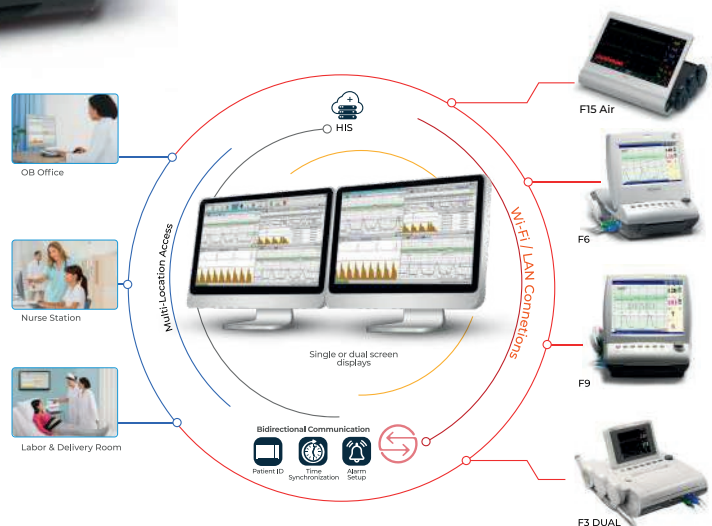 HIS
OB Office
Nurse Station
Labor & Delivery Room
Multi-Location Access
Wi-Fi / LAN Connetions
Single or dual screen
displays
Bidirectional Communication
Patient ID
Time
Synchronization
Alarm
Setup
F15 Air
F6
F9
F3 DUAL